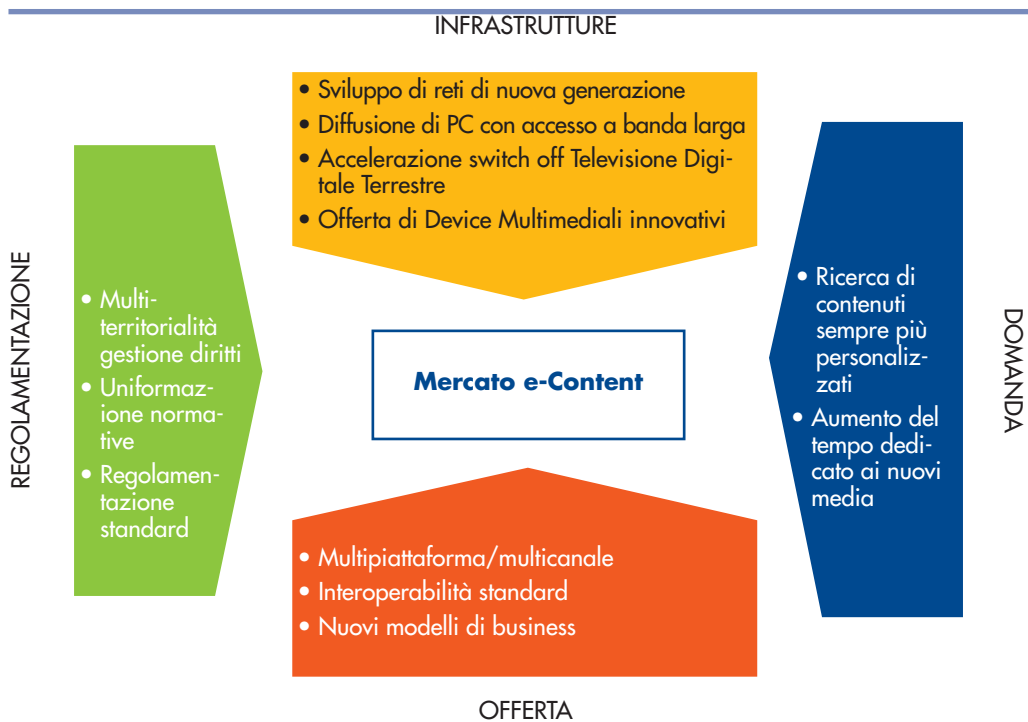 INFRASTRUTTURE
• Sviluppo di reti di nuova generazione
• Diffusione di PC con accesso a banda larga
• Accelerazione switch off Televisione Digi-
tale Terrestre
• Offerta di Device Multimediali innovativi
REGOLAMENTAZIONE
• Multi-
territorialità
gestione diritti
• Uniformaz-
ione norma-
tive
• Regolamen-
tazione
standard
Mercato e-Content
• Ricerca di
contenuti
sempre più
personaliz-
zati
• Aumento del
tempo dedi-
cato ai nuovi
media
DOMANDA
• Multipiattaforma/multicanale
• Interoperabilità standard
• Nuovi modelli di business
OFFERTA